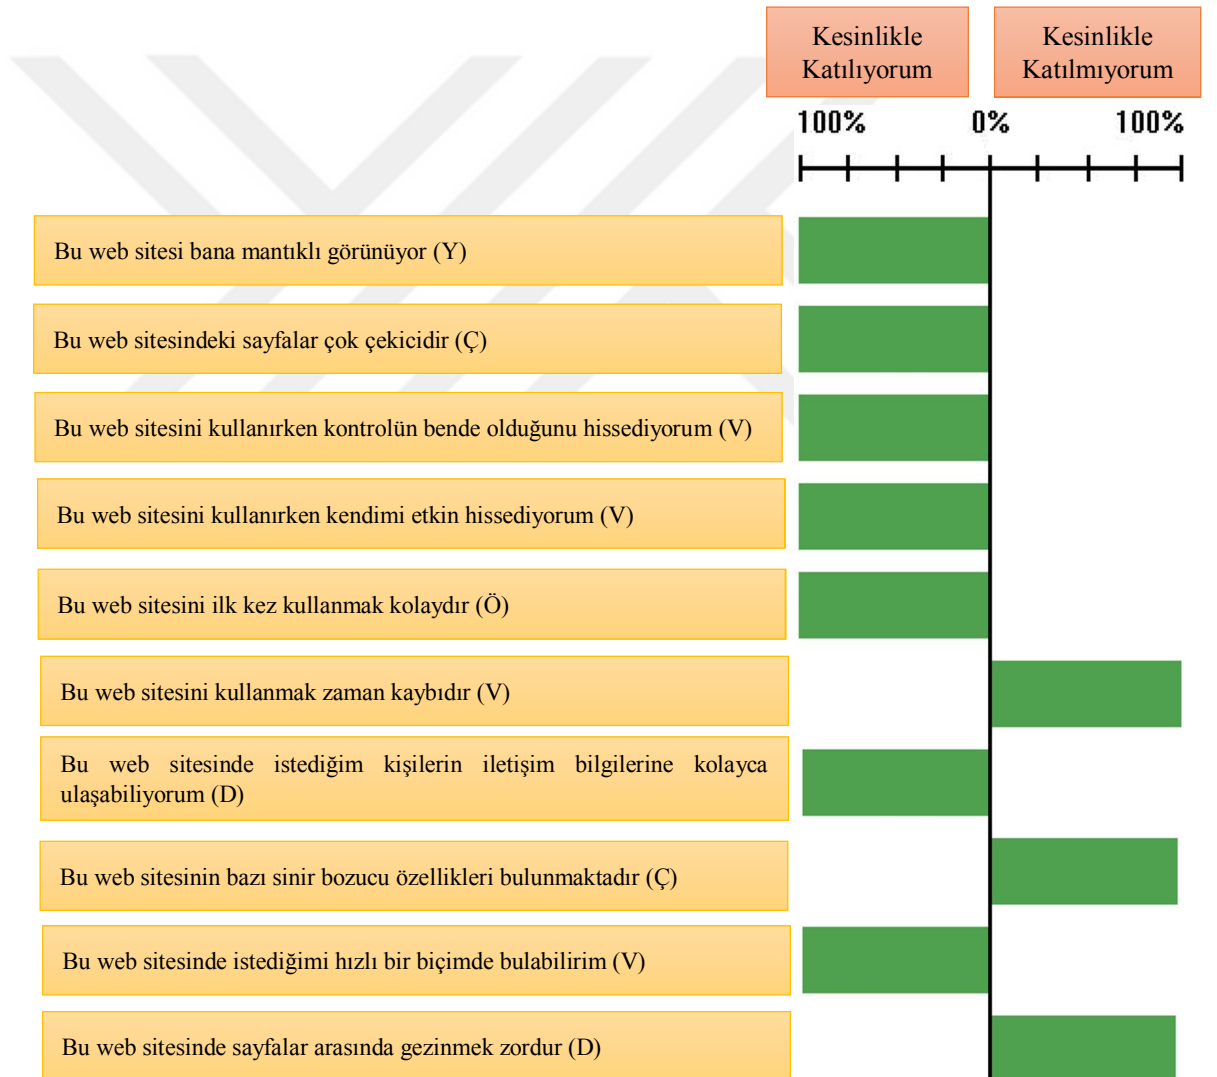 Kesinlikle
Katılıyorum
Kesinlikle
Katılmıyorum
100% 0% 100%
Bu web sitesi bana mantıklı görünüyor (Y)
Bu web sitesindeki sayfalar çok çekicidir (Ç)
Bu web sitesini kullanırken kontrolün bende olduğunu hissediyorum (V)
Bu web sitesini kullanırken kendimi etkin hissediyorum (V)
Bu web sitesini ilk kez kullanmak kolaydır (Ö)
Bu web sitesini kullanmak zaman kaybıdır (V)
Bu web sitesinde istediğim kişilerin iletişim bilgilerine kolayca
ulaşabiliyorum (D)
Bu web sitesinin bazı sinir bozucu özellikleri bulunmaktadır (Ç)
Bu web sitesinde istediğimi hızlı bir biçimde bulabilirim (V)
Bu web sitesinde sayfalar arasında gezinmek zordur (D)